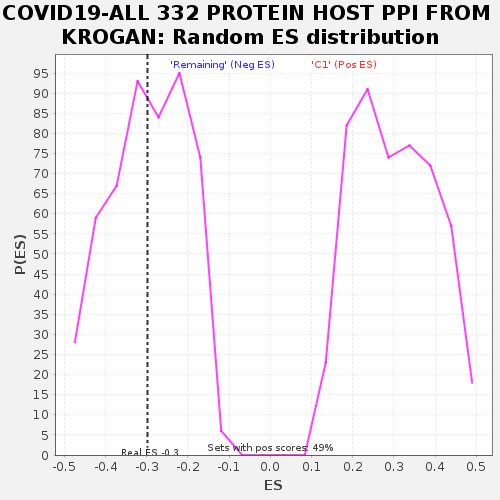 COVID19-ALL 332 PROTEIN HOST PPI FROM
KROGAN: Random ES distribution
'Remaining' (Neg ES) 'C1' (Pos ES)
95
90
85
80
75
70
65
60
55
50
45
40
35
30
25
20
15
10
5
0
P(ES)
Real ES -0.3
Sets with pos scores: 49%
-0.5 -0.4 -0.3 -0.2 -0.1 0.0 0.1 0.2 0.3 0.4 0.5
ES